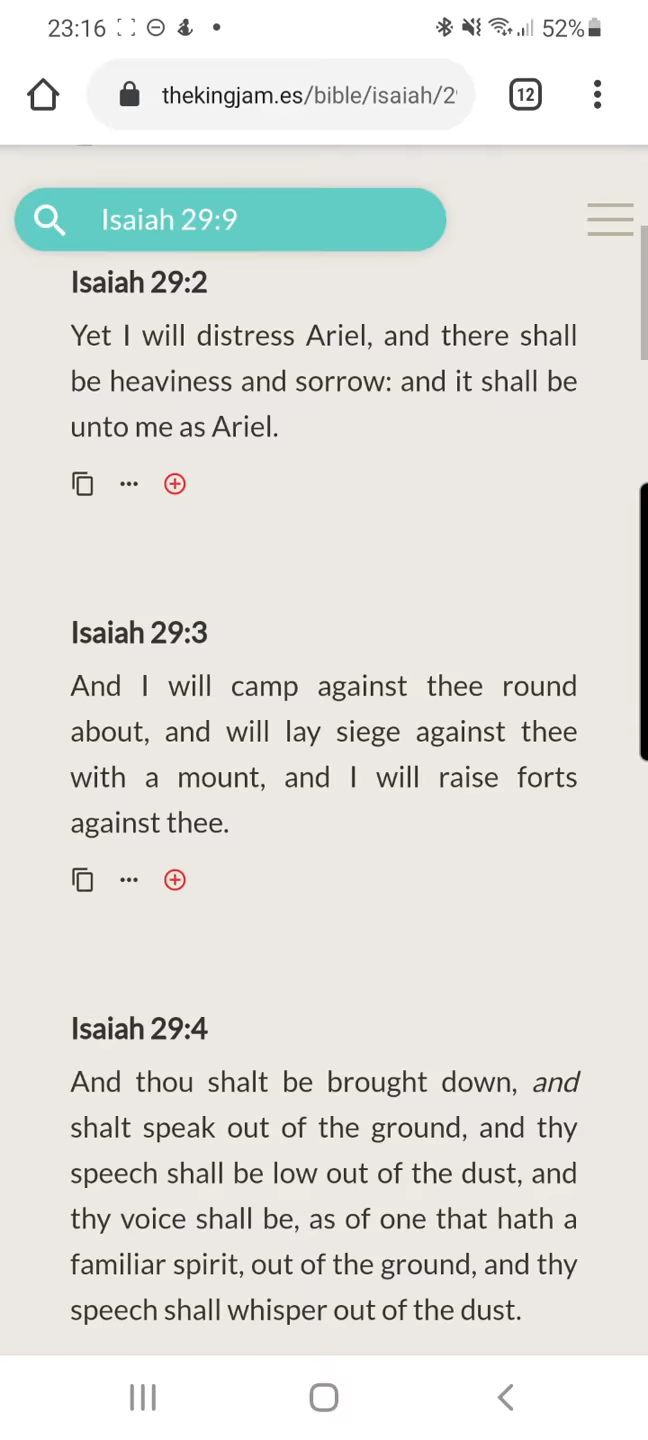 23:16 52%
thekingjam.es/bible/isaiah/2 12
Isaiah 29:9
Isaiah 29:2
Yet I will distress Ariel, and there shall
be heaviness and sorrow: and it shall be
unto me as Ariel.
Isaiah 29:3
And I will camp against thee round
about, and will lay siege against thee
with a mount, and I will raise forts
against thee.
Isaiah 29:4
And thou shalt be brought down, and
shalt speak out of the ground, and thy
speech shall be low out of the dust, and
thy voice shall be, as of one that hath a
familiar spirit, out of the ground, and thy
speech shall whisper out of the dust.